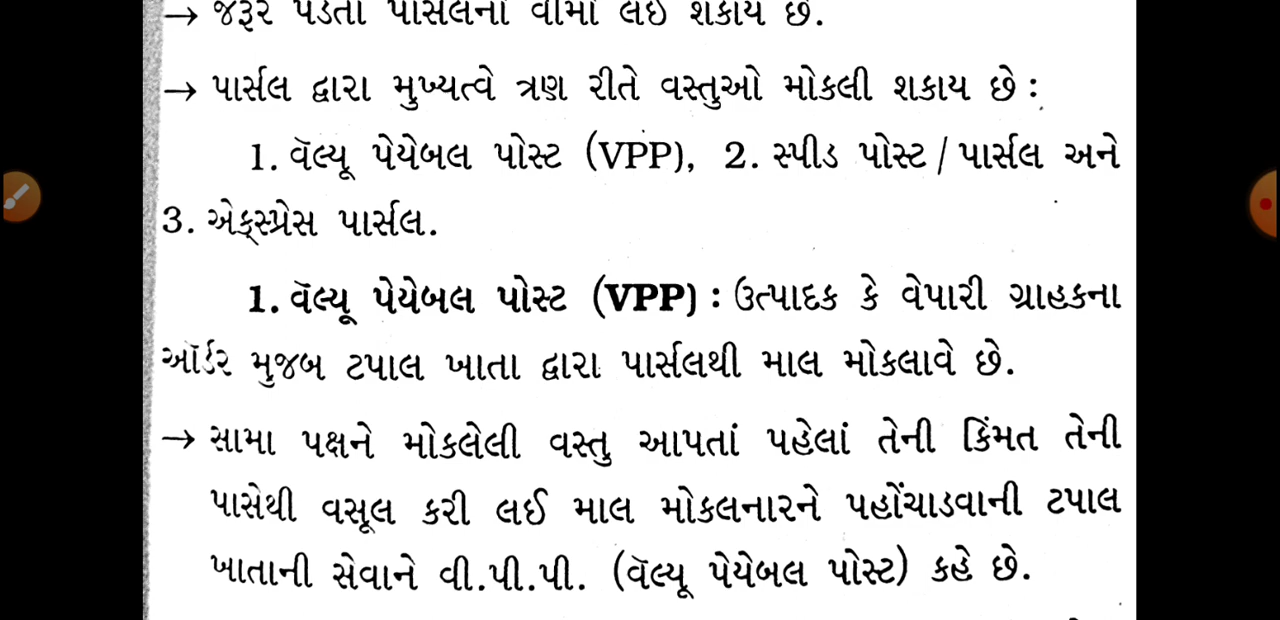 → જરૂર પડતાં પાર્સલનો વીમો લઈ શકાય છે.
→ પાર્સલ દ્વારા મુખ્યત્વે ત્રણ રીતે વસ્તુઓ મોકલી શકાય છે :
1. વૅલ્યૂ પેયેબલ પોસ્ટ (VPP), 2. સ્પીડ પોસ્ટ / પાર્સલ અને
3. એક્સ્પ્રેસ પાર્સલ.
1. વૅલ્યૂ પેયેબલ પોસ્ટ (VPP) : ઉત્પાદક કે વેપારી ગ્રાહકના
ઑર્ડર મુજબ ટપાલ ખાતા દ્વારા પાર્સલથી માલ મોકલાવે છે.
→ સામા પક્ષને મોકલેલી વસ્તુ આપતાં પહેલાં તેની કિંમત તેની
પાસેથી વસૂલ કરી લઈ માલ મોકલનારને પહોંચાડવાની ટપાલ
ખાતાની સેવાને વી.પી.પી. (વૅલ્યૂ પેયેબલ પોસ્ટ) કહે છે.